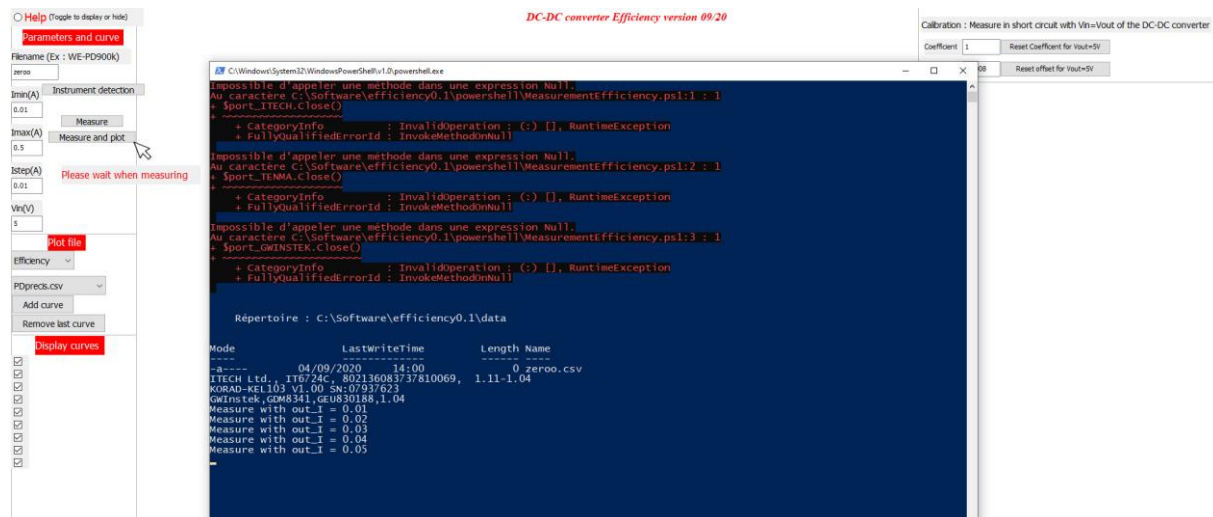 DC-DC converter Efficiency version 09/20
Help (Toggle to display or hide)
Parameters and curve
Filename (Ex : WE-PD900k)
zeroo
Imin(A)
Instrument detection
0.01
Measure
Imax(A)
Measure and plot
0.5
Istep(A)
Please wait when measuring
0.01
Vin(V)
5
Plot file
Efficiency
PDprecis.csv
Add curve
Remove last curve
Display curves
C:\Windows\System32\WindowsPowerShell\v1.0\powershell.exe
Impossible d'appeler une méthode dans une expression Null.
Au caractère C:\Software\efficiency0.1\powershell\MeasurementEfficiency.ps1:1 : 1
+ $port_ITECH.Close()
+ ~~~~~~~~~~~~~~~~~~~
+ CategoryInfo : InvalidOperation : (:) [], RuntimeException
+ FullyQualifiedErrorId : InvokeMethodOnNull
Impossible d'appeler une méthode dans une expression Null.
Au caractère C:\Software\efficiency0.1\powershell\MeasurementEfficiency.ps1:2 : 1
+ $port_TENMA.Close()
+ ~~~~~~~~~~~~~~~~~~~
+ CategoryInfo : InvalidOperation : (:) [], RuntimeException
+ FullyQualifiedErrorId : InvokeMethodOnNull
Impossible d'appeler une méthode dans une expression Null.
Au caractère C:\Software\efficiency0.1\powershell\MeasurementEfficiency.ps1:3 : 1
+ $port_GWINSTEK.Close()
+ ~~~~~~~~~~~~~~~~~~~~~~
+ CategoryInfo : InvalidOperation : (:) [], RuntimeException
+ FullyQualifiedErrorId : InvokeMethodOnNull
Répertoire : C:\Software\efficiency0.1\data
Mode LastWriteTime Length Name
---- ------------- ------ ----
-a---- 04/09/2020 14:00 0 zeroo.csv
ITECH Ltd., IT6724C, 802136083737810069, 1.11-1.04
KORAD-KEL103 V1.00 SN:07937623
GWInstek,GDM8341,GEU830188,1.04
Measure with out_I = 0.01
Measure with out_I = 0.02
Measure with out_I = 0.03
Measure with out_I = 0.04
Measure with out_I = 0.05
Calibration : Measure in short circuit with Vin=Vout of the DC-DC converter
Coefficient 1 Reset Coefficent for Vout=5V
08 Reset offset for Vout=5V